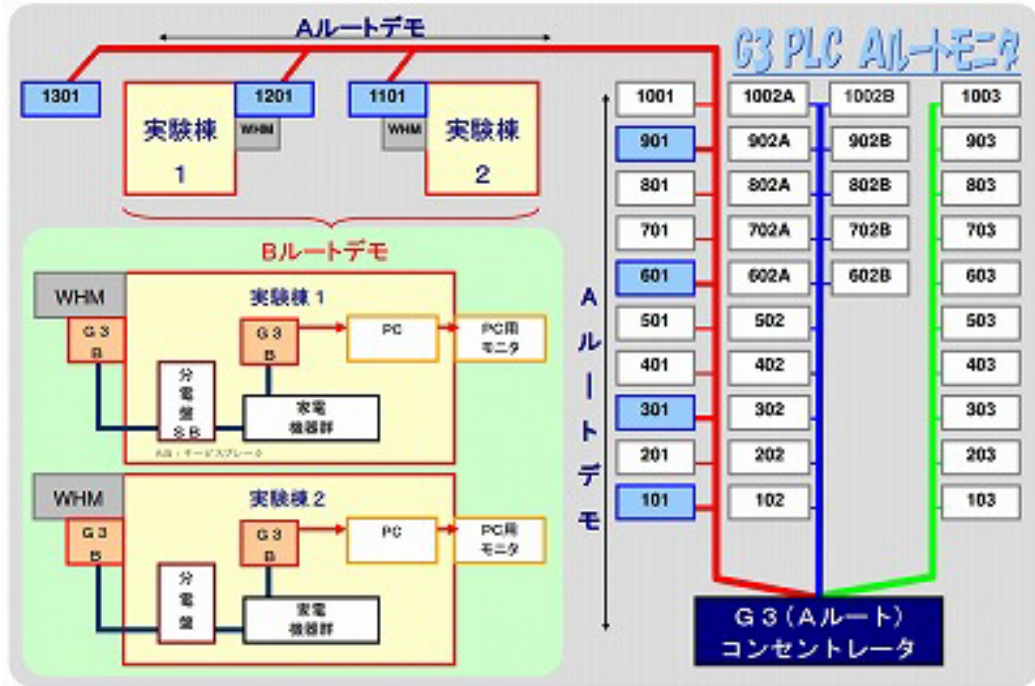 Aルートデモ
G3 PLC Aルートモニタ
1301
1201
1101
WHM
WHM
実験棟
1
実験棟
2
1001
1002A
1002B
1003
901
902A
902B
903
801
802A
802B
803
701
702A
702B
703
601
602A
602B
603
501
502
503
401
402
403
301
302
303
201
202
203
101
102
103
Aルートデモ
G3(Aルート)
コンセントレータ
Bルートデモ
WHM
実験棟1
G3
B
G3
B
PC
PC用
モニタ
分電盤
SB
家電
機器群
WHM
実験棟2
G3
B
G3
B
PC
PC用
モニタ
分電盤
家電
機器群